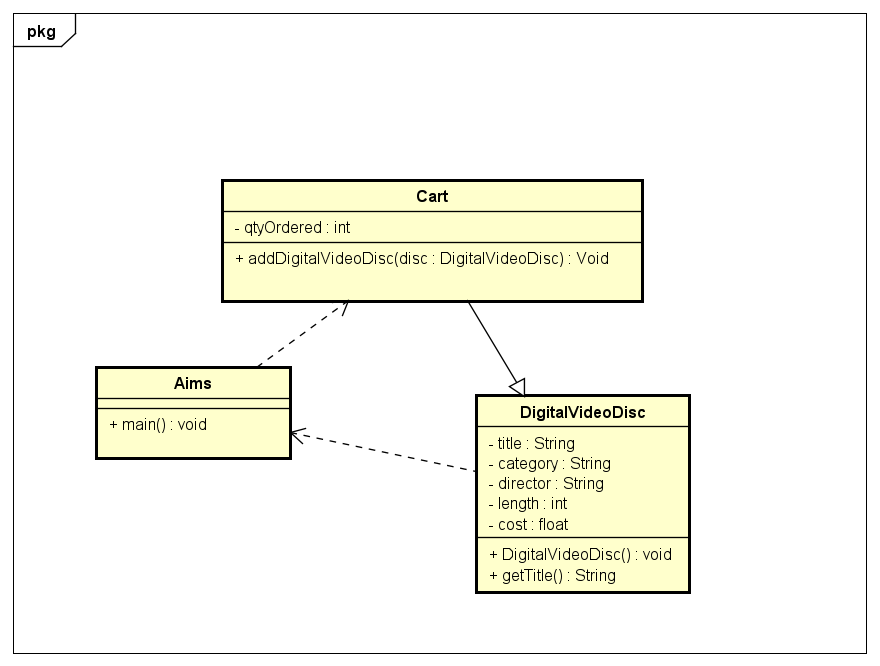 pkg
Cart
- qtyOrdered : int
+ addDigitalVideoDisc(disc : DigitalVideoDisc) : Void
Aims
+ main() : void
DigitalVideoDisc
- title : String
- category : String
- director : String
- length : int
- cost : float
+ DigitalVideoDisc() : void
+ getTitle() : String